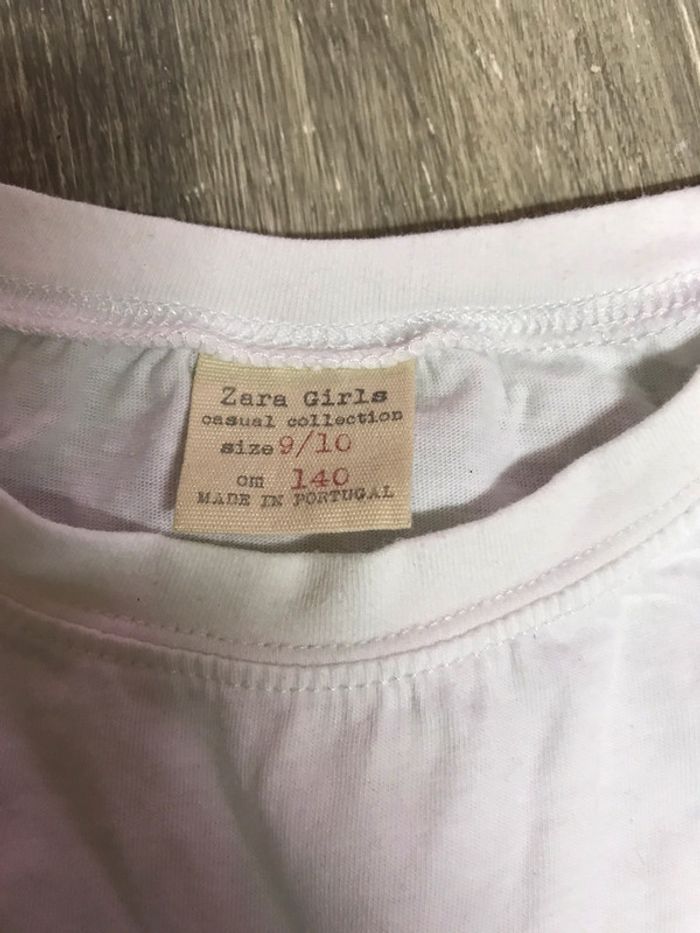 Zara Girls
casual collection
size 9/10
cm 140
MADE IN PORTUGAL